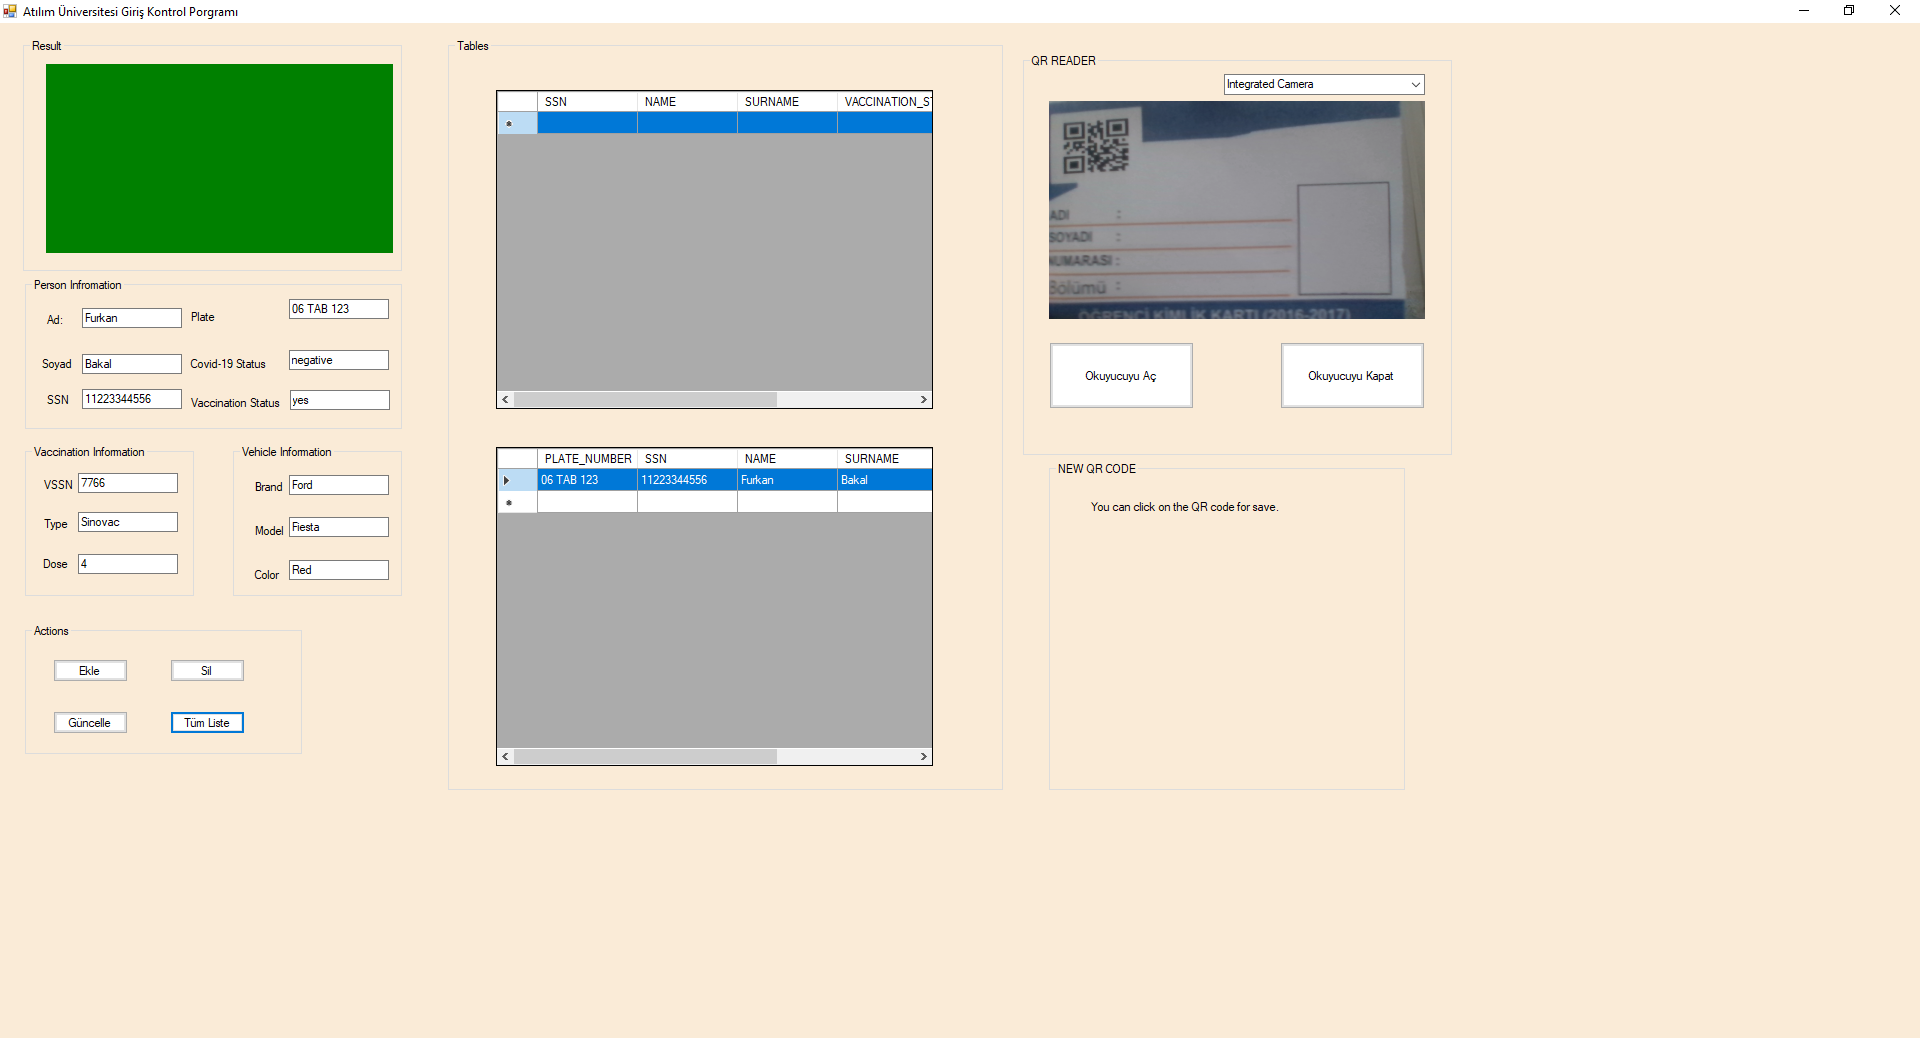 Atılım Üniversitesi Giriş Kontrol Porgramı
Result
Person Infromation
Ad:
Furkan
Plate
06 TAB 123
Soyad
Bakal
Covid-19 Status
negative
SSN
11223344556
Vaccination Status
yes
Vaccination Information
VSSN
7766
Type
Sinovac
Dose
4
Vehicle Information
Brand
Ford
Model
Fiesta
Color
Red
Actions
Ekle
Sil
Güncelle
Tüm Liste
Tables
SSN NAME SURNAME VACCINATION_ST
PLATE_NUMBER SSN NAME SURNAME
06 TAB 123 11223344556 Furkan Bakal
QR READER
Integrated Camera
ADI :
SOYADI :
NUMARASI :
Bölümü :
ÖĞRENCİ KİMLİK KARTI (2016-2017)
Okuyucuyu Aç
Okuyucuyu Kapat
NEW QR CODE
You can click on the QR code for save.